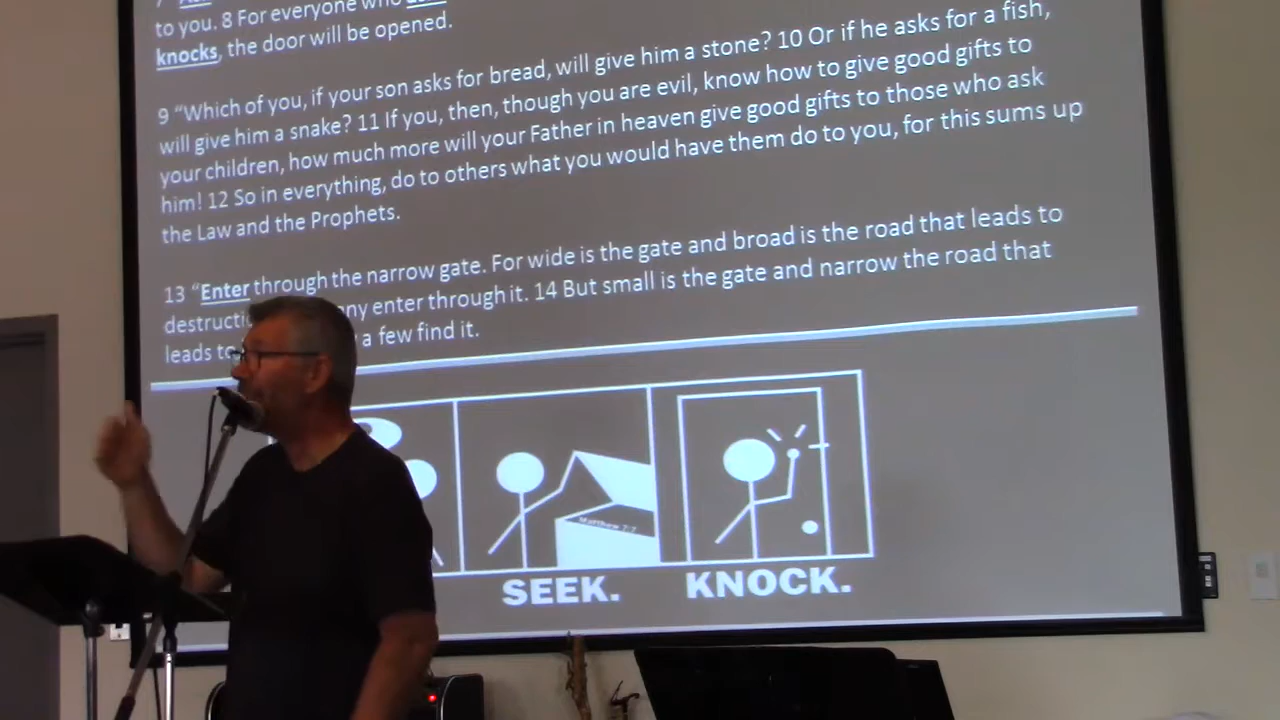 to you. 8 For everyone who
knocks, the door will be opened.
9 “Which of you, if your son asks for bread, will give him a stone? 10 Or if he asks for a fish,
will give him a snake? 11 If you, then, though you are evil, know how to give good gifts to
your children, how much more will your Father in heaven give good gifts to those who ask
him! 12 So in everything, do to others what you would have them do to you, for this sums up
the Law and the Prophets.
13 “Enter through the narrow gate. For wide is the gate and broad is the road that leads to
enter through it. 14 But small is the gate and narrow the road that
leads a few find it.
Matthew 7:7
SEEK. KNOCK.